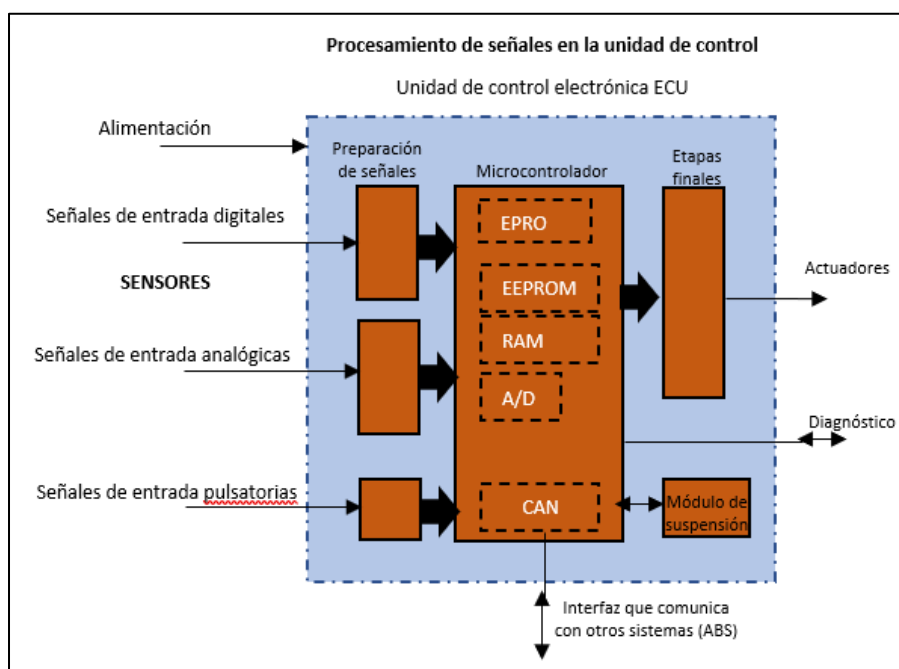 Procesamiento de señales en la unidad de control
Unidad de control electrónica ECU
Alimentación
Preparación
de señales
Microcontrolador
Etapas
finales
Señales de entrada digitales
EPRO
SENSORES
EEPROM
Actuadores
RAM
Señales de entrada analógicas
A/D
Diagnóstico
Señales de entrada pulsatorias
CAN
Módulo de
suspensión
Interfaz que comunica
con otros sistemas (ABS)